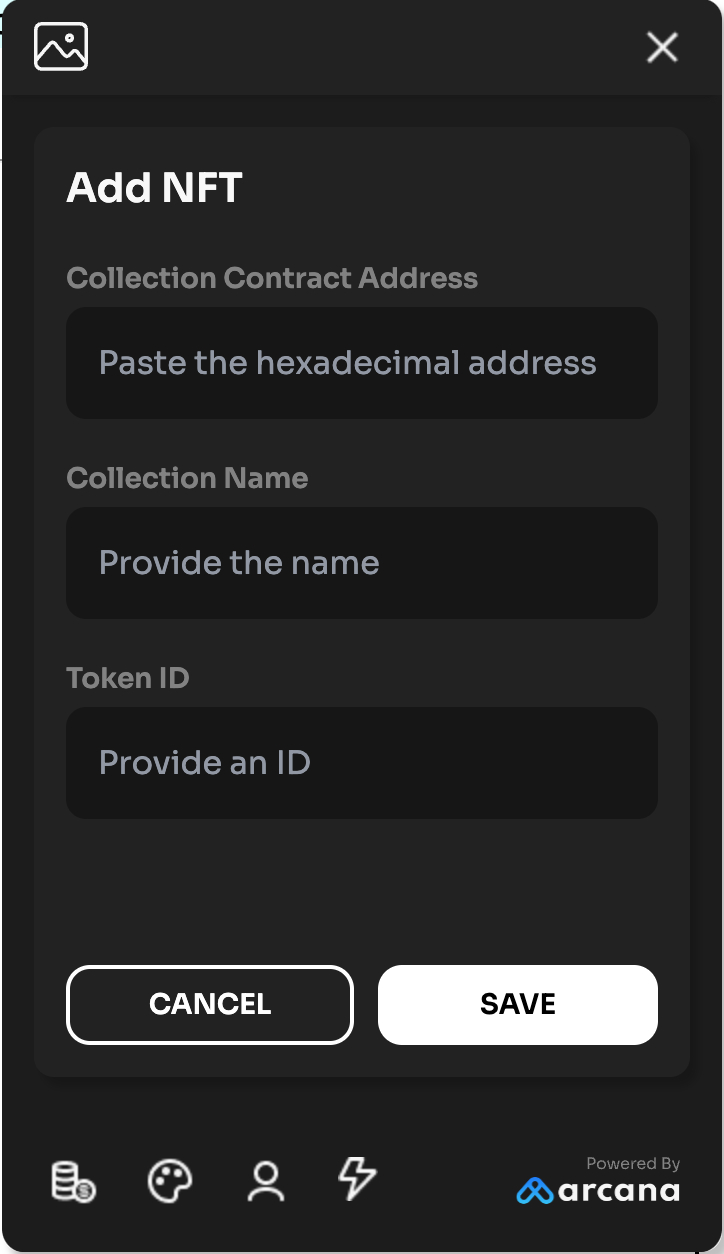 Add NFT
Collection Contract Address
Paste the hexadecimal address
Collection Name
Provide the name
Token ID
Provide an ID
CANCEL
SAVE
Powered By
arcana